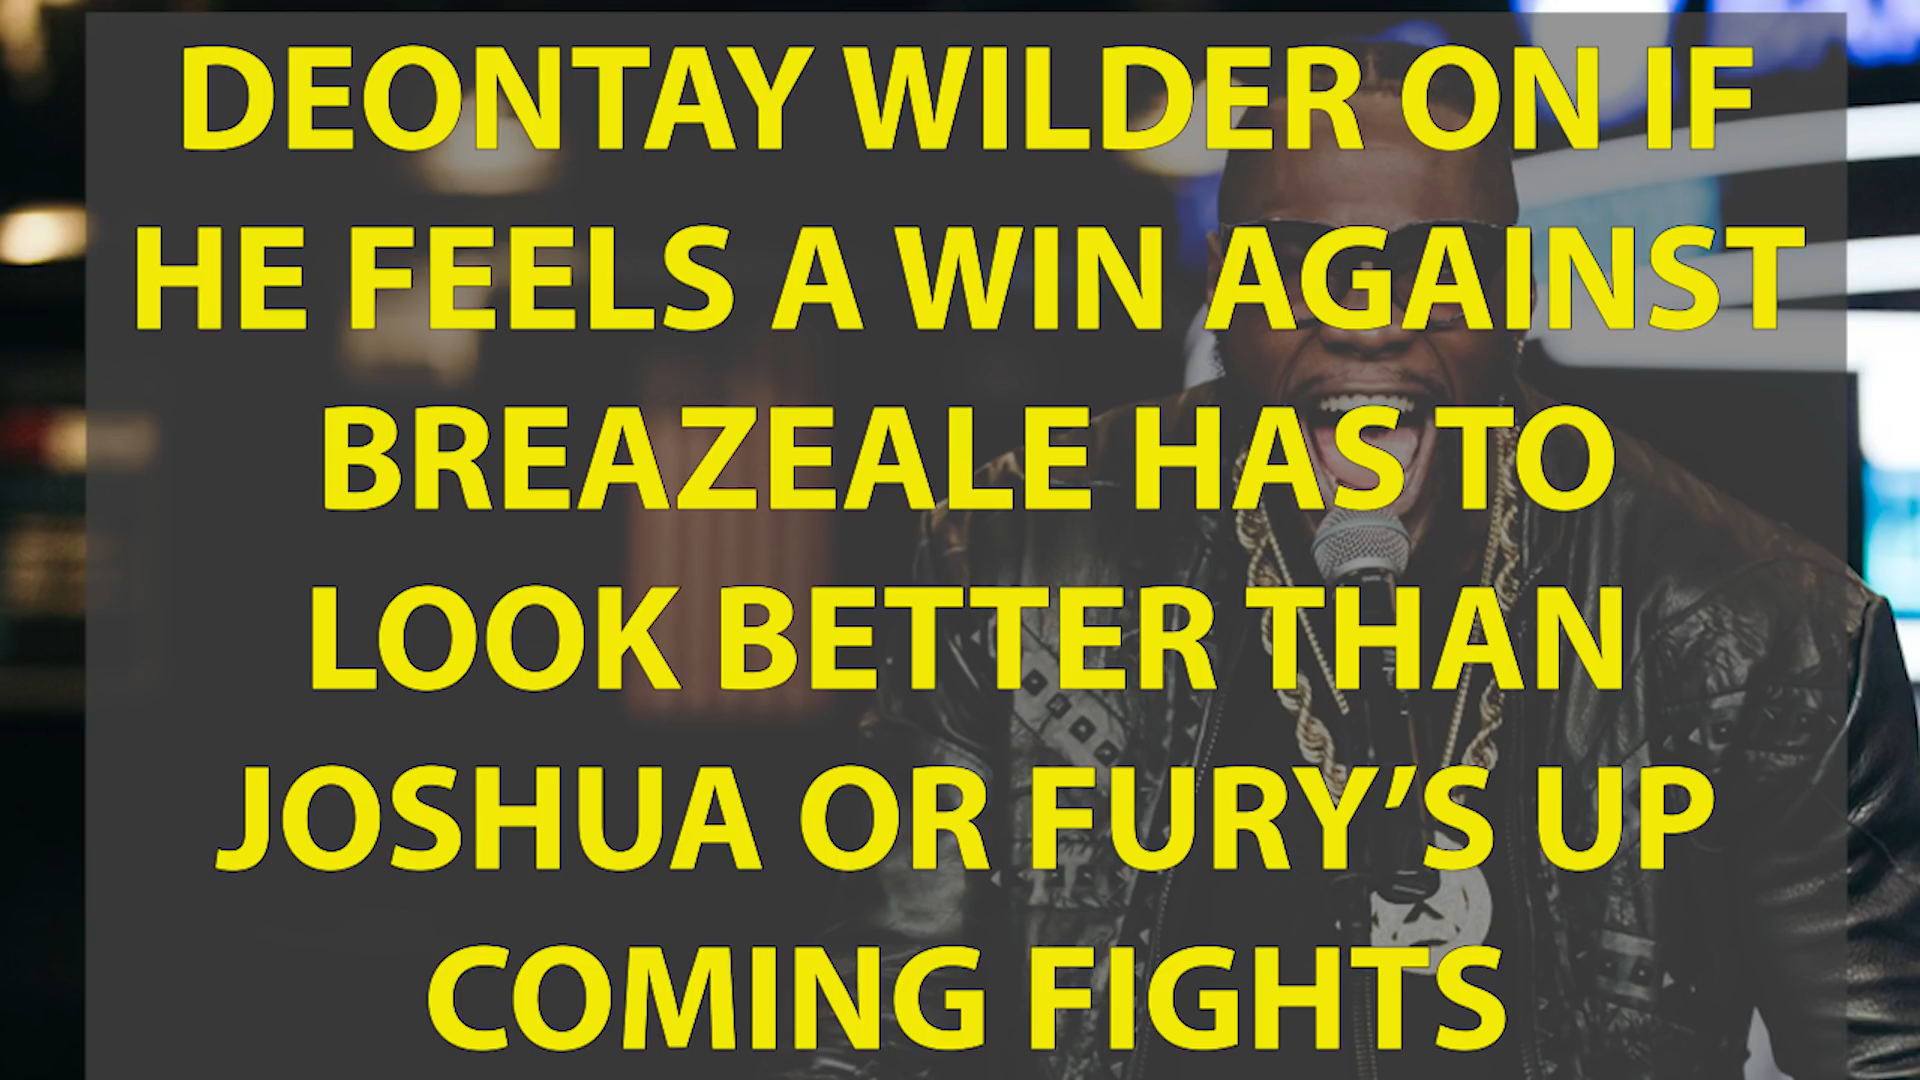 DEONTAY WILDER ON IF
HE FEELS A WIN AGAINST
BREAZEALE HAS TO
LOOK BETTER THAN
JOSHUA OR FURY’S UP
COMING FIGHTS